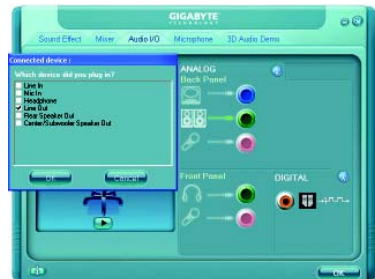 GIGABYTE
TECHNOLOGY
Sound Effect Mixer Audio I/O Microphone 3D Audio Demo
Connected device :
Which device did you plug in?
Line In
Mic In
Headphone
Line Out
Rear Speaker Out
Center/Subwoofer Speaker Out
OK Cancel
ANALOG
Back Panel
Front Panel
DIGITAL
OK